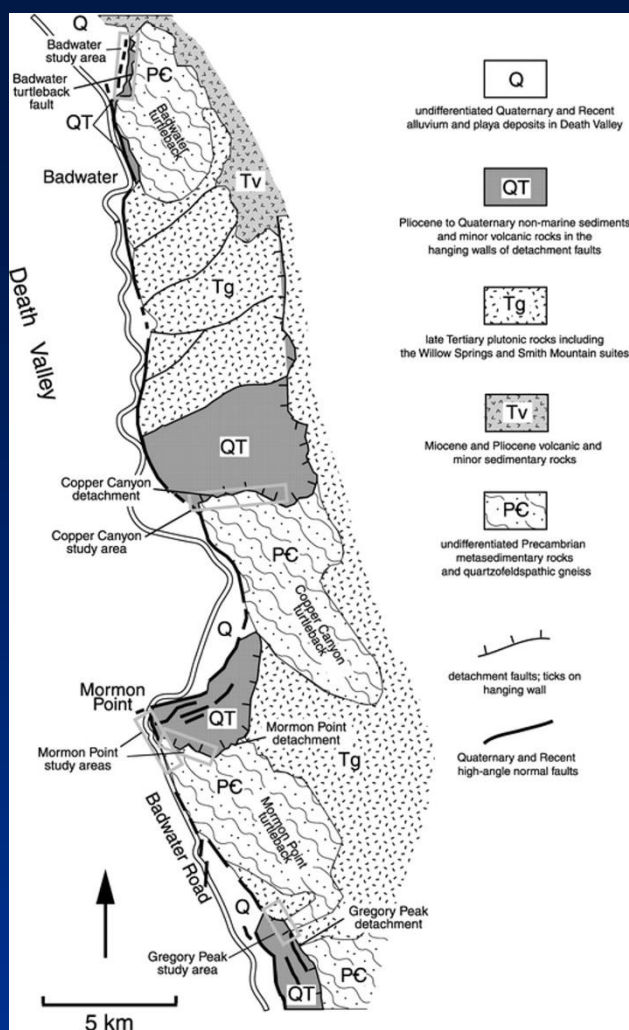 Q
Badwater
study area
Badwater
turtleback
fault
PꞒ
Badwater
turtleback
QT
Badwater
Tv
Death Valley
Tg
QT
Copper Canyon
detachment
Copper Canyon
study area
PꞒ
Copper Canyon
turtleback
Q
Mormon
Point
QT
Mormon Point
detachment
Mormon Point
study areas
PꞒ
Tg
Mormon Point
turtleback
Badwater Road
Q
Gregory Peak
detachment
Gregory Peak
study area
PꞒ
QT
5 km
Q
undifferentiated Quaternary and Recent
alluvium and playa deposits in Death Valley
QT
Pliocene to Quaternary non-marine sediments
and minor volcanic rocks in the
hanging walls of detachment faults
Tg
late Tertiary plutonic rocks including
the Willow Springs and Smith Mountain suites
Tv
Miocene and Pliocene volcanic and
minor sedimentary rocks
PꞒ
undifferentiated Precambrian
metasedimentary rocks
and quartzofeldspathic gneiss
detachment faults; ticks on
hanging wall
Quaternary and Recent
high-angle normal faults